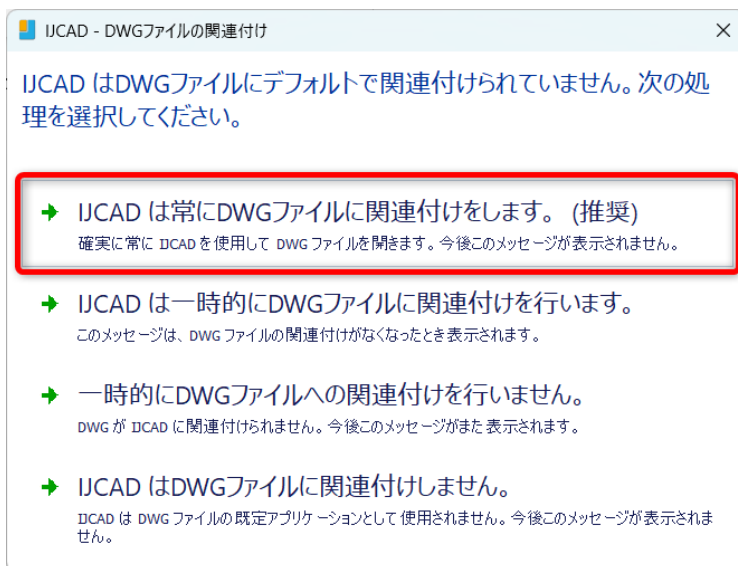 IJCAD - DWGファイルの関連付け
IJCAD はDWGファイルにデフォルトで関連付けられていません。次の処
理を選択してください。
IJCAD は常にDWGファイルに関連付けをします。 (推奨)
確実に常に IJCAD を使用して DWG ファイルを開きます。今後このメッセージが表示されません。
IJCAD は一時的にDWGファイルに関連付けを行います。
このメッセージは、DWG ファイルの関連付けがなくなったとき表示されます。
一時的にDWGファイルへの関連付けを行いません。
DWG が IJCAD に関連付けられません。今後このメッセージがまた表示されます。
IJCAD はDWGファイルに関連付けしません。
IJCAD は DWG ファイルの既定アプリケーションとして使用されません。今後このメッセージが表示されま
せん。